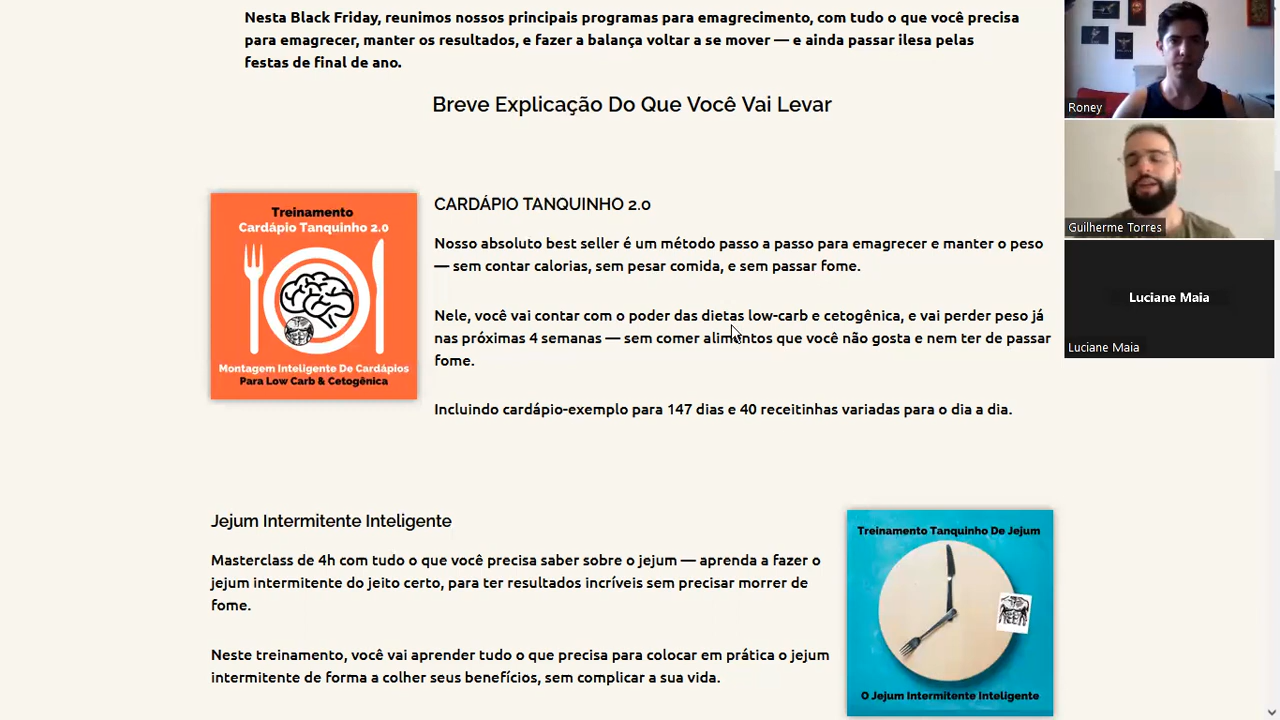 Nesta Black Friday, reunimos nossos principais programas para emagrecimento, com tudo o que você precisa
para emagrecer, manter os resultados, e fazer a balança voltar a se mover — e ainda passar ilesa pelas
festas de final de ano.
Breve Explicação Do Que Você Vai Levar
Treinamento
Cardápio Tanquinho 2.0
Montagem Inteligente De Cardápios
Para Low Carb & Cetogênica
CARDÁPIO TANQUINHO 2.0
Nosso absoluto best seller é um método passo a passo para emagrecer e manter o peso
— sem contar calorias, sem pesar comida, e sem passar fome.
Nele, você vai contar com o poder das dietas low-carb e cetogênica, e vai perder peso já
nas próximas 4 semanas — sem comer alimentos que você não gosta e nem ter de passar
fome.
Incluindo cardápio-exemplo para 147 dias e 40 receitinhas variadas para o dia a dia.
Jejum Intermitente Inteligente
Masterclass de 4h com tudo o que você precisa saber sobre o jejum — aprenda a fazer o
jejum intermitente do jeito certo, para ter resultados incríveis sem precisar morrer de
fome.
Neste treinamento, você vai aprender tudo o que precisa para colocar em prática o jejum
intermitente de forma a colher seus benefícios, sem complicar a sua vida.
Treinamento Tanquinho De Jejum
O Jejum Intermitente Inteligente
Roney
Guilherme Torres
Luciane Maia
Luciane Maia